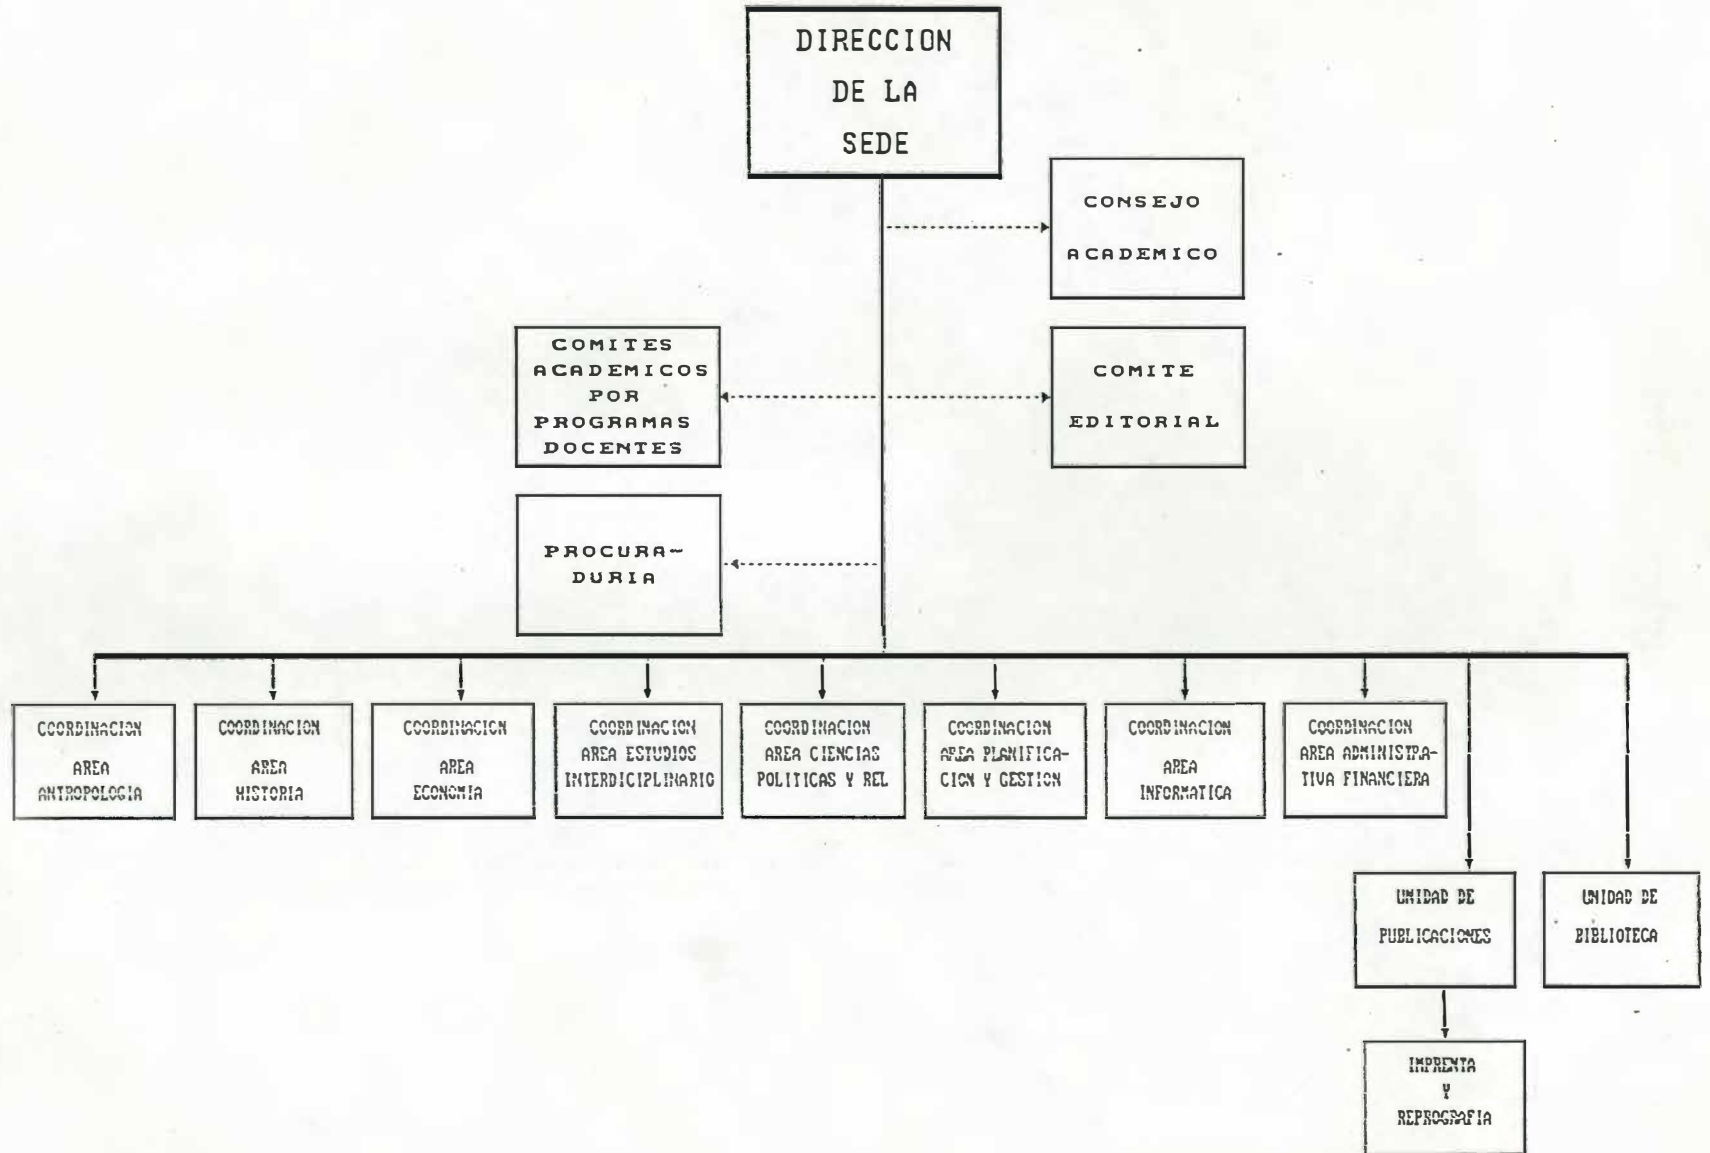 DIRECCION
DE LA
SEDE
CONSEJO
ACADEMICO
COMITES
ACADEMICOS
POR
PROGRAMAS
DOCENTES
COMITE
EDITORIAL
PROCURA-
DURIA
COORDINACION
AREA
ANTROPOLOGIA
COORDINACION
AREA
HISTORIA
COORDINACION
AREA
ECONOMIA
COORDINACION
AREA ESTUDIOS
INTERDICIPLINARIO
COORDINACION
AREA CIENCIAS
POLITICAS Y REL
COORDINACION
AREA PLANIFICA-
CION Y GESTION
COORDINACION
AREA
INFORMATICA
COORDINACION
AREA ADMINISTRA-
TIVA FINANCIERA
UNIDAD DE
PUBLICACIONES
UNIDAD DE
BIBLIOTECA
IMPRENTA
Y
REPROGRAFIA